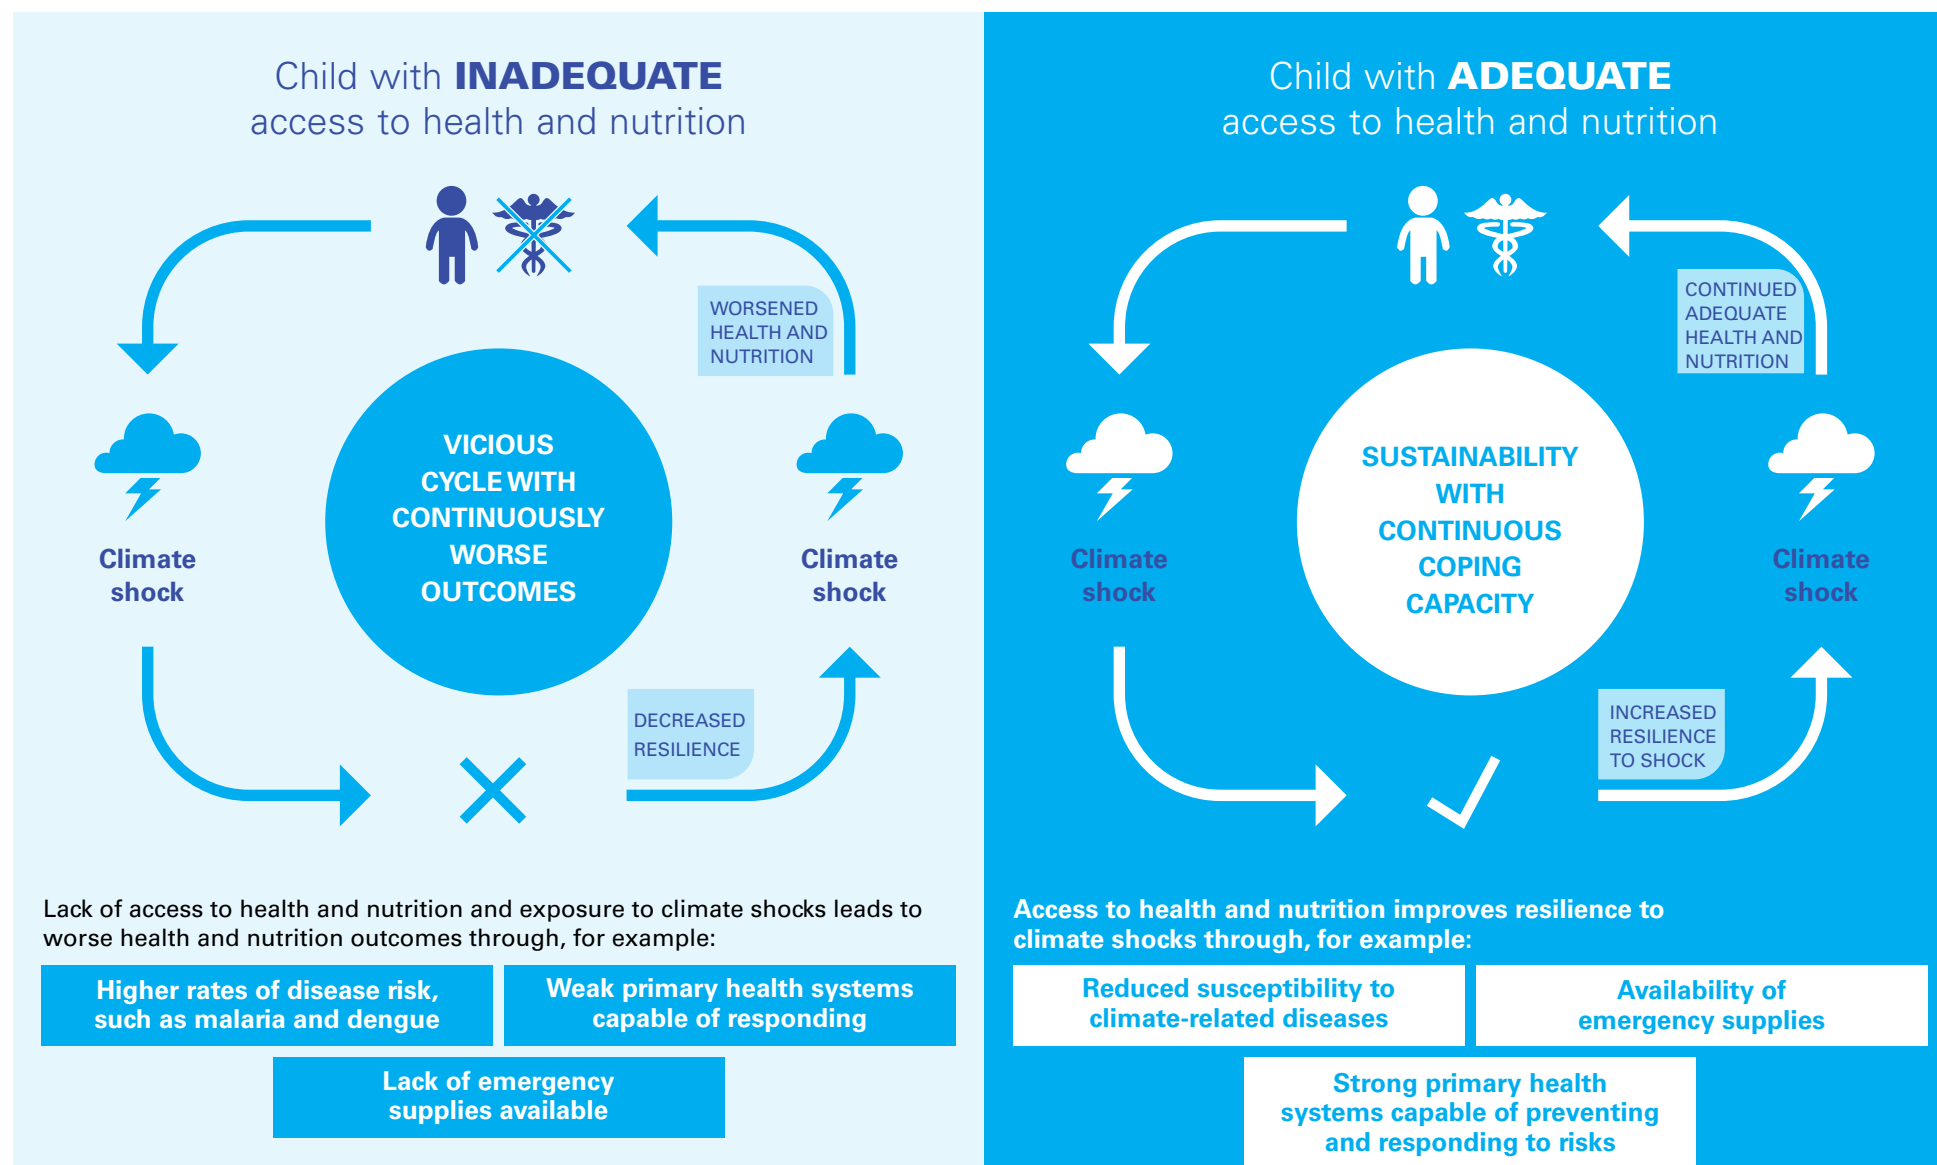 Child with INADEQUATE
access to health and nutrition
WORSENED
HEALTH AND
NUTRITION
VICIOUS
CYCLE WITH
CONTINUOUSLY
WORSE
OUTCOMES
Climate
shock
Climate
shock
DECREASED
RESILIENCE
Lack of access to health and nutrition and exposure to climate shocks leads to
worse health and nutrition outcomes through, for example:
Higher rates of disease risk,
such as malaria and dengue
Weak primary health systems
capable of responding
Lack of emergency
supplies available
Child with ADEQUATE
access to health and nutrition
CONTINUED
ADEQUATE
HEALTH AND
NUTRITION
SUSTAINABILITY
WITH
CONTINUOUS
COPING
CAPACITY
Climate
shock
Climate
shock
INCREASED
RESILIENCE
TO SHOCK
Access to health and nutrition improves resilience to
climate shocks through, for example:
Reduced susceptibility to
climate-related diseases
Availability of
emergency supplies
Strong primary health
systems capable of preventing
and responding to risks